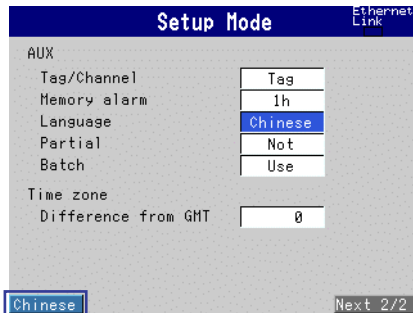 Setup Mode
Ethernet
Link
AUX
Tag/Channel Tag
Memory alarm 1h
Language Chinese
Partial Not
Batch Use
Time zone
Difference from GMT 0
Chinese Next 2/2